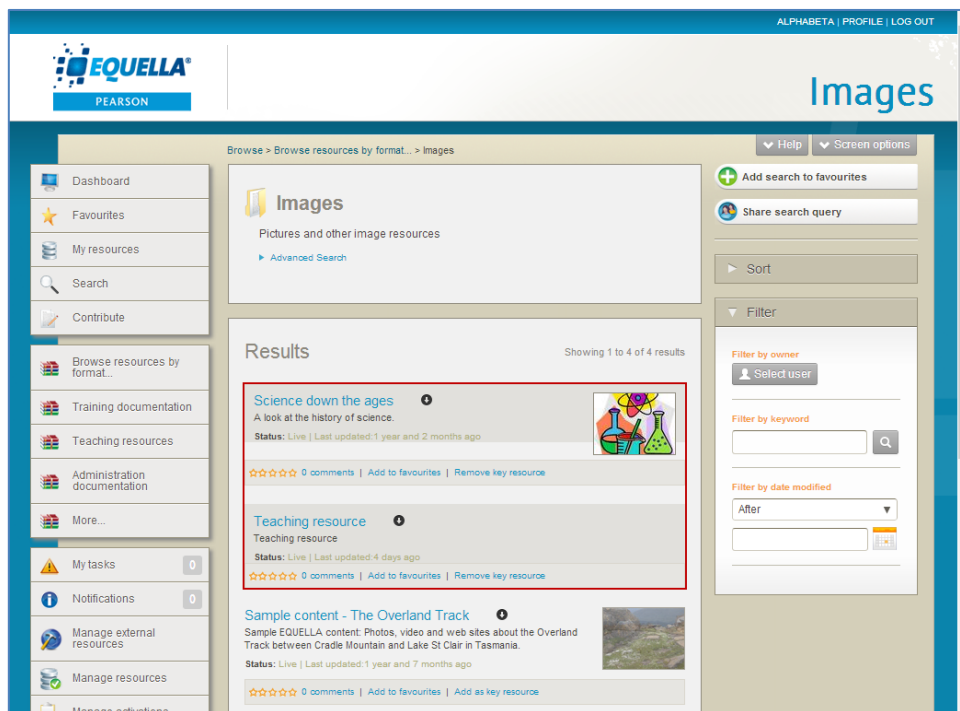 ALPHABETA | PROFILE | LOG OUT
EQUELLA®
PEARSON
Images
Browse > Browse resources by format... > Images
Help
Screen options
Dashboard
Favourites
My resources
Search
Contribute
Browse resources by
format...
Training documentation
Teaching resources
Administration
documentation
More...
My tasks 0
Notifications 0
Manage external
resources
Manage resources
Manage activations
Images
Pictures and other image resources
Advanced Search
Results
Showing 1 to 4 of 4 results
Science down the ages
A look at the history of science.
Status: Live | Last updated:1 year and 2 months ago
0 comments | Add to favourites | Remove key resource
Teaching resource
Teaching resource
Status: Live | Last updated:4 days ago
0 comments | Add to favourites | Remove key resource
Sample content - The Overland Track
Sample EQUELLA content: Photos, video and web sites about the Overland
Track between Cradle Mountain and Lake St Clair in Tasmania.
Status: Live | Last updated:1 year and 7 months ago
0 comments | Add to favourites | Add as key resource
Add search to favourites
Share search query
Sort
Filter
Filter by owner
Select user
Filter by keyword
Filter by date modified
After